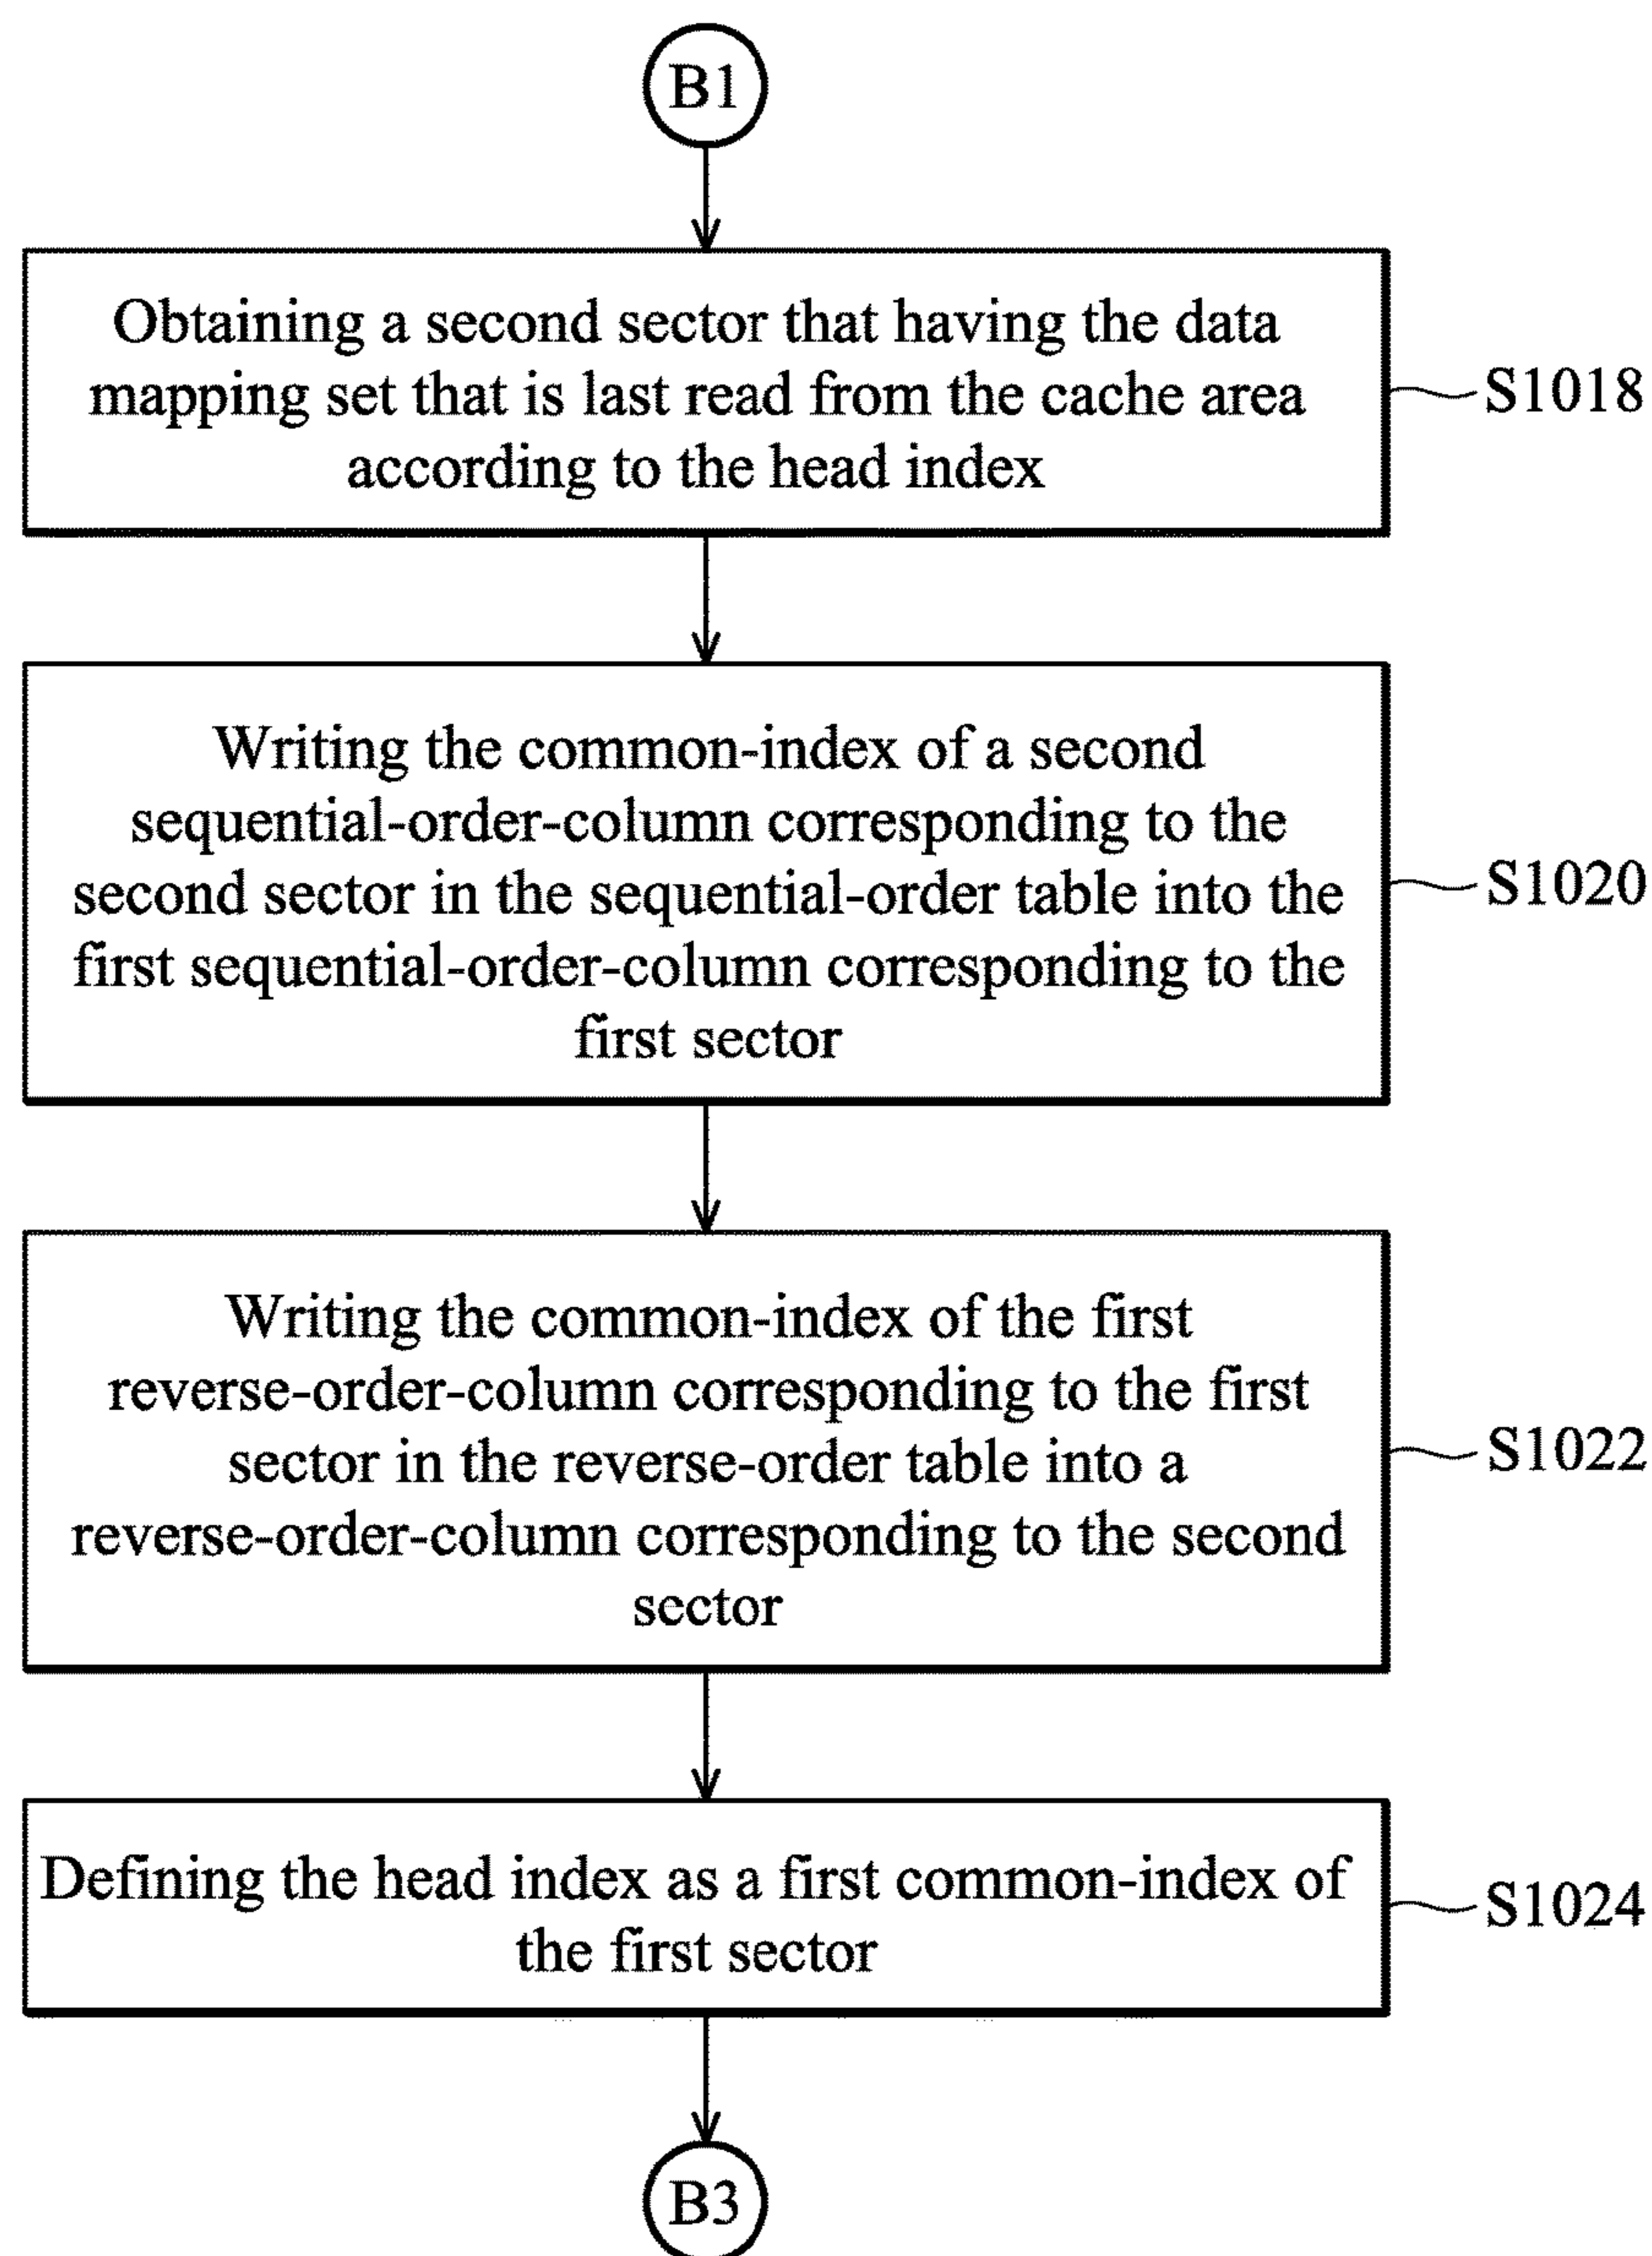 B1
Obtaining a second sector that having the data
mapping set that is last read from the cache area
according to the head index
S1018
Writing the common-index of a second
sequential-order-column corresponding to the
second sector in the sequential-order table into the
first sequential-order-column corresponding to the
first sector
S1020
Writing the common-index of the first
reverse-order-column corresponding to the first
sector in the reverse-order table into a
reverse-order-column corresponding to the second
sector
S1022
Defining the head index as a first common-index of
the first sector
S1024
B3